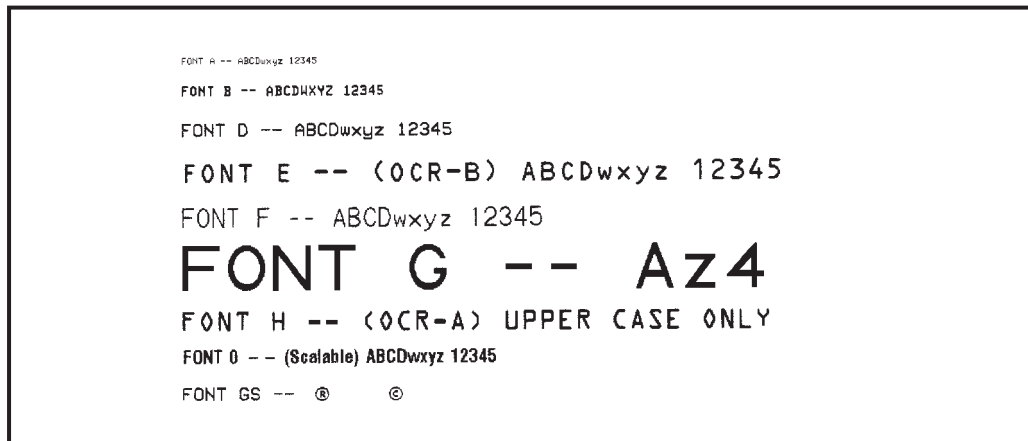 FONT A -- ABCDwxyz 12345
FONT B -- ABCDWXYZ 12345
FONT D -- ABCDwxyz 12345
FONT E -- (OCR-B) ABCDwxyz 12345
FONT F -- ABCDwxyz 12345
FONT G -- Az4
FONT H -- (OCR-A) UPPER CASE ONLY
FONT 0 - - (Scalable) ABCDwxyz 12345
FONT GS -- ® ©